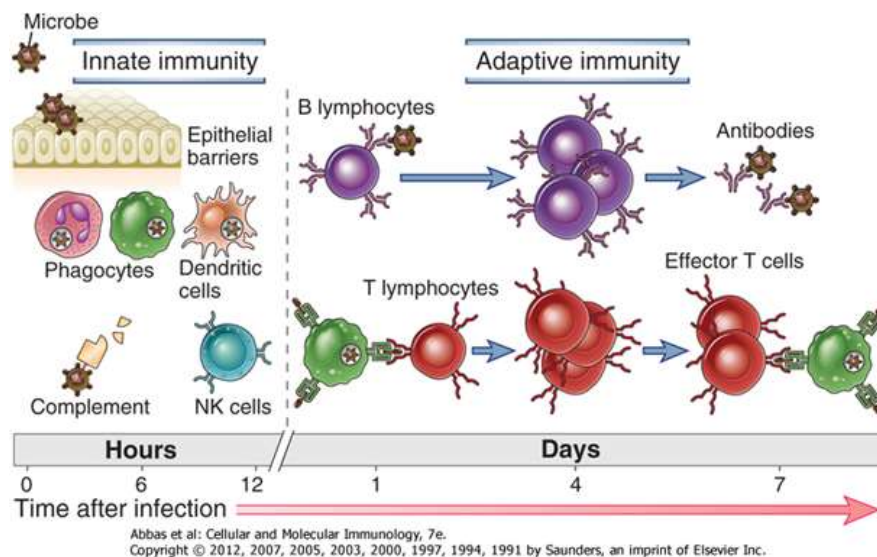 Microbe
Innate immunity
Adaptive immunity
Epithelial
barriers
Phagocytes
Dendritic
cells
Complement
NK cells
B lymphocytes
Antibodies
T lymphocytes
Effector T cells
Hours
Days
0
6
12
1
4
7
Time after infection
Abbas et al: Cellular and Molecular Immunology, 7e.
Copyright © 2012, 2007, 2005, 2003, 2000, 1997, 1994, 1991 by Saunders, an imprint of Elsevier Inc.